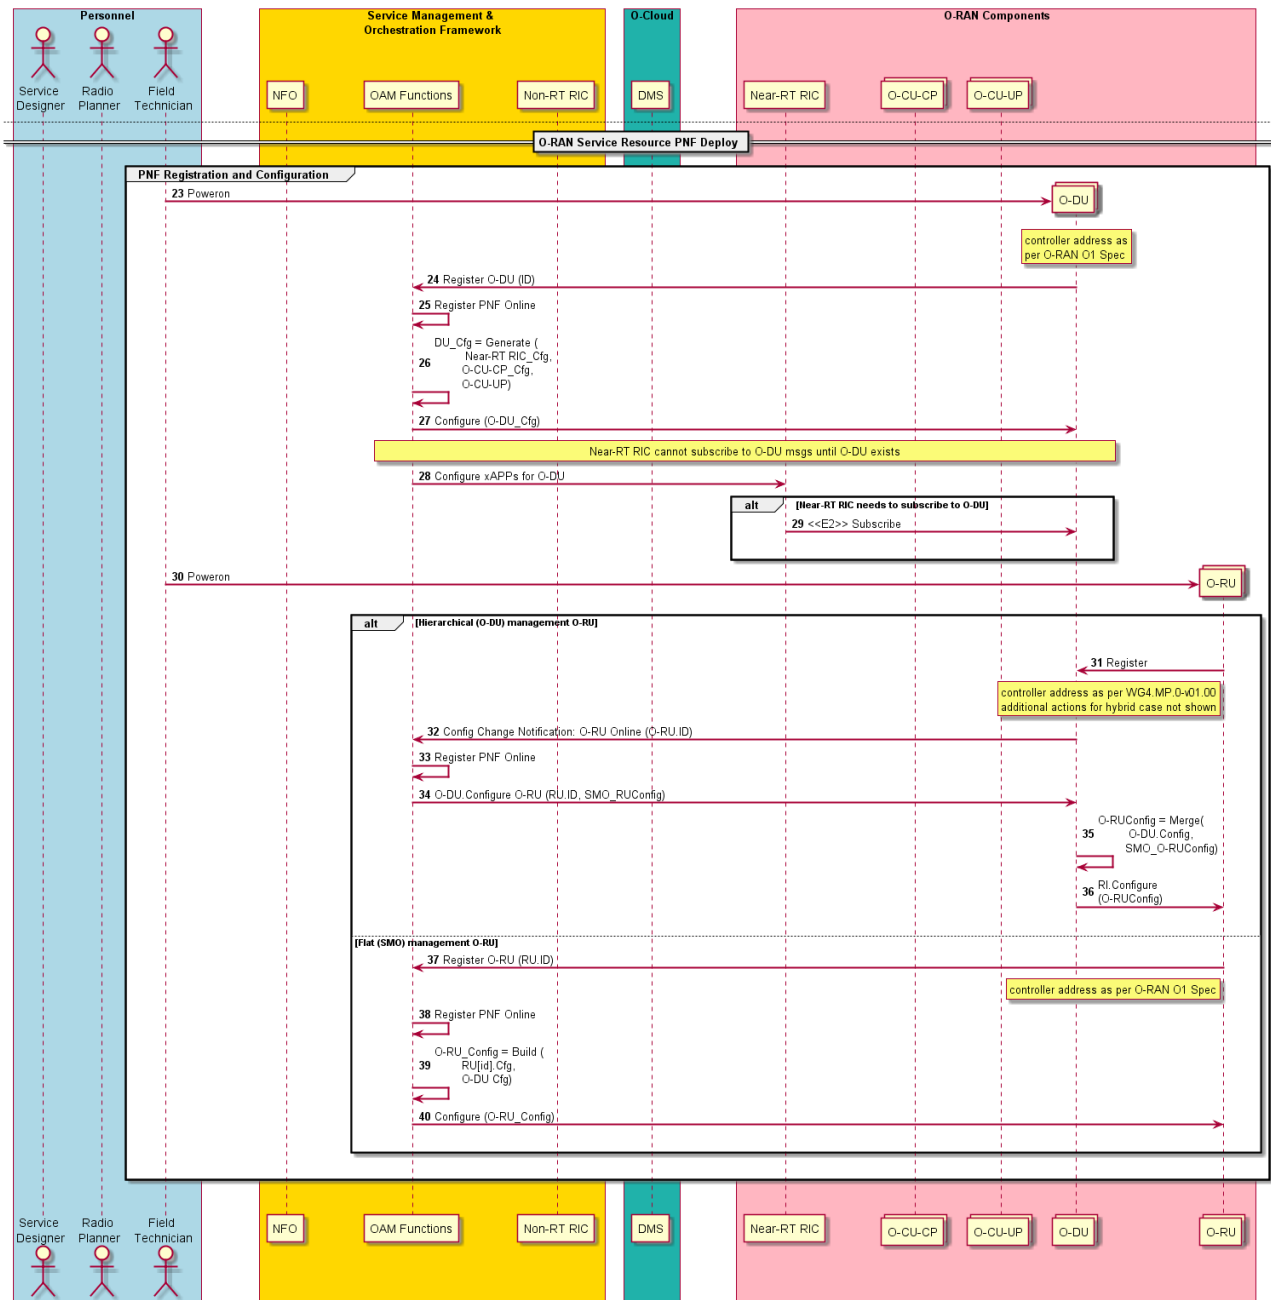 Personnel
Service Management &
Orchestration Framework
O-Cloud
O-RAN Components
Service
Designer
Radio
Planner
Field
Technician
NFO
OAM Functions
Non-RT RIC
DMS
Near-RT RIC
O-CU-CP
O-CU-UP
O-RAN Service Resource PNF Deploy
PNF Registration and Configuration
23 Poweron
O-DU
controller address as
per O-RAN O1 Spec
24 Register O-DU (ID)
25 Register PNF Online
26 DU_Cfg = Generate (
Near-RT RIC_Cfg,
O-CU-CP_Cfg,
O-CU-UP)
27 Configure (O-DU_Cfg)
Near-RT RIC cannot subscribe to O-DU msgs until O-DU exists
28 Configure xAPPs for O-DU
alt [Near-RT RIC needs to subscribe to O-DU]
29 <<E2>> Subscribe
30 Poweron
O-RU
alt [Hierarchical (O-DU) management O-RU]
31 Register
controller address as per WG4.MP.0-v01.00
additional actions for hybrid case not shown
32 Config Change Notification: O-RU Online (O-RU.ID)
33 Register PNF Online
34 O-DU.Configure O-RU (RU.ID, SMO_RUConfig)
35 O-RUConfig = Merge(
O-DU.Config,
SMO_O-RUConfig)
36 RI.Configure
(O-RUConfig)
[Flat (SMO) management O-RU]
37 Register O-RU (RU.ID)
controller address as per O-RAN O1 Spec
38 Register PNF Online
39 O-RU_Config = Build (
RU[id].Cfg,
O-DU Cfg)
40 Configure (O-RU_Config)
Service
Designer
Radio
Planner
Field
Technician
NFO
OAM Functions
Non-RT RIC
DMS
Near-RT RIC
O-CU-CP
O-CU-UP
O-DU
O-RU